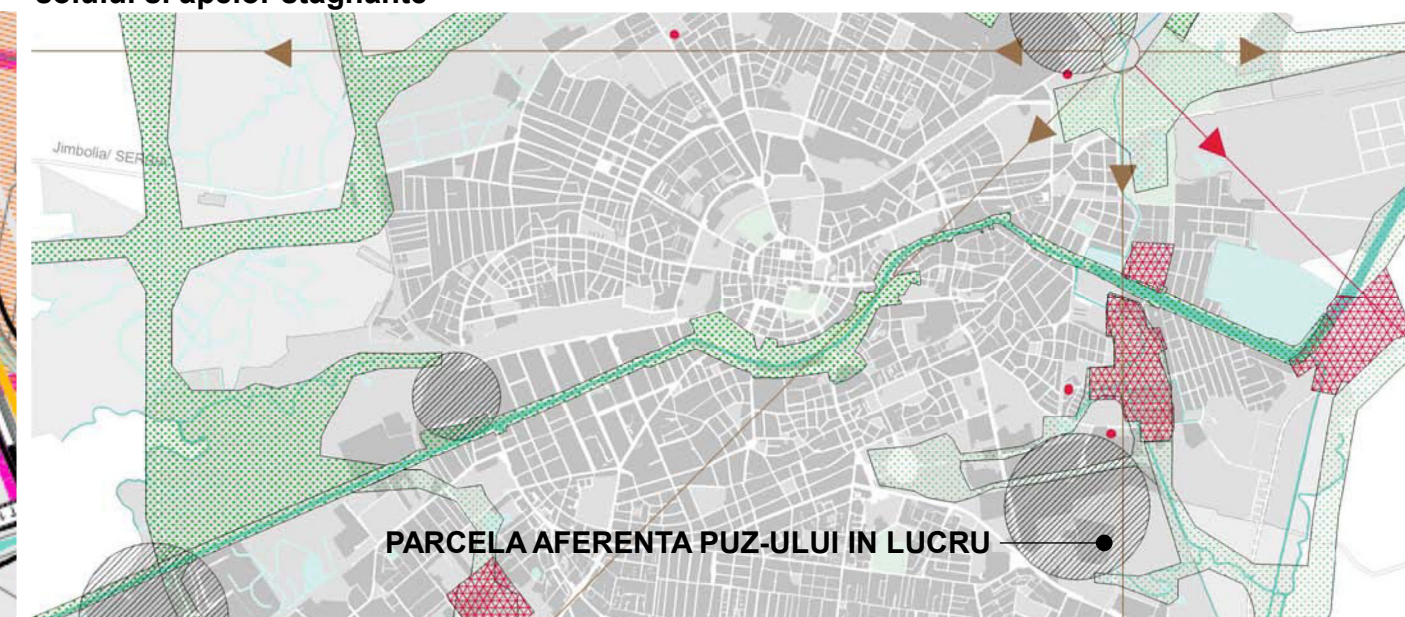 solului si apelor stagnante
Jimbolia/ SERBIA
PARCELA AFERENTA PUZ-ULUI IN LUCRU